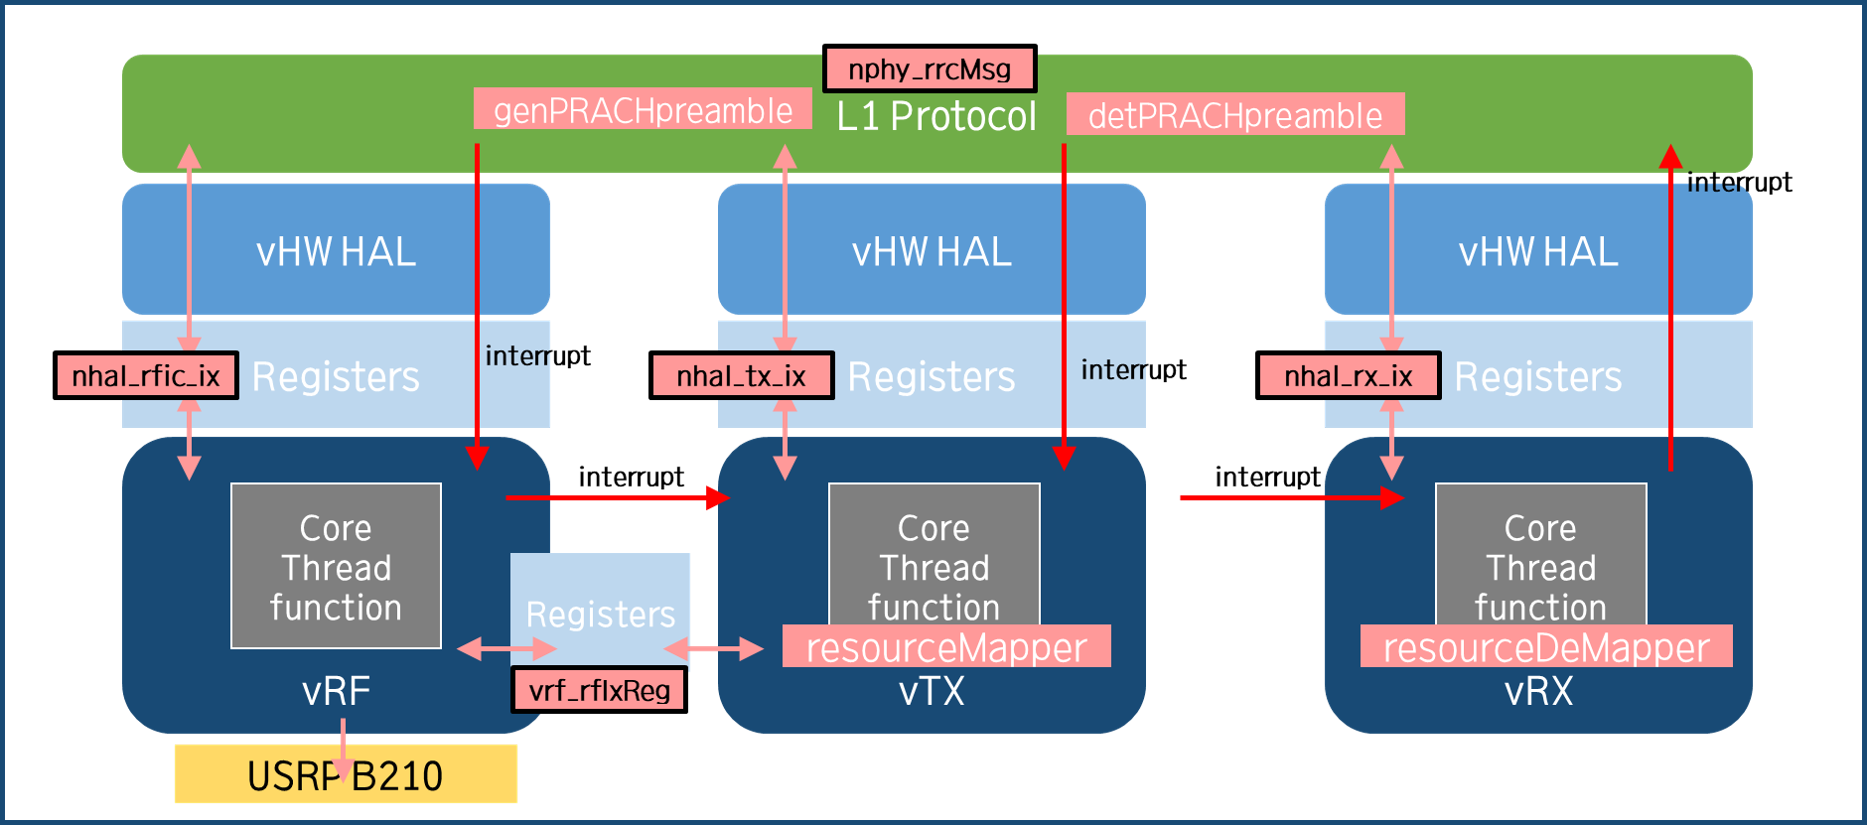 nphy_rrcMsg
genPRACHpreamble
L1 Protocol
detPRACHpreamble
interrupt
vHW HAL
vHW HAL
vHW HAL
interrupt
interrupt
nhal_rfic_ix
Registers
nhal_tx_ix
Registers
nhal_rx_ix
Registers
interrupt
interrupt
Core
Thread
function
Core
Thread
function
Core
Thread
function
Registers
resourceMapper
resourceDeMapper
vRF
vrf_rfIxReg
vTX
vRX
USRP B210